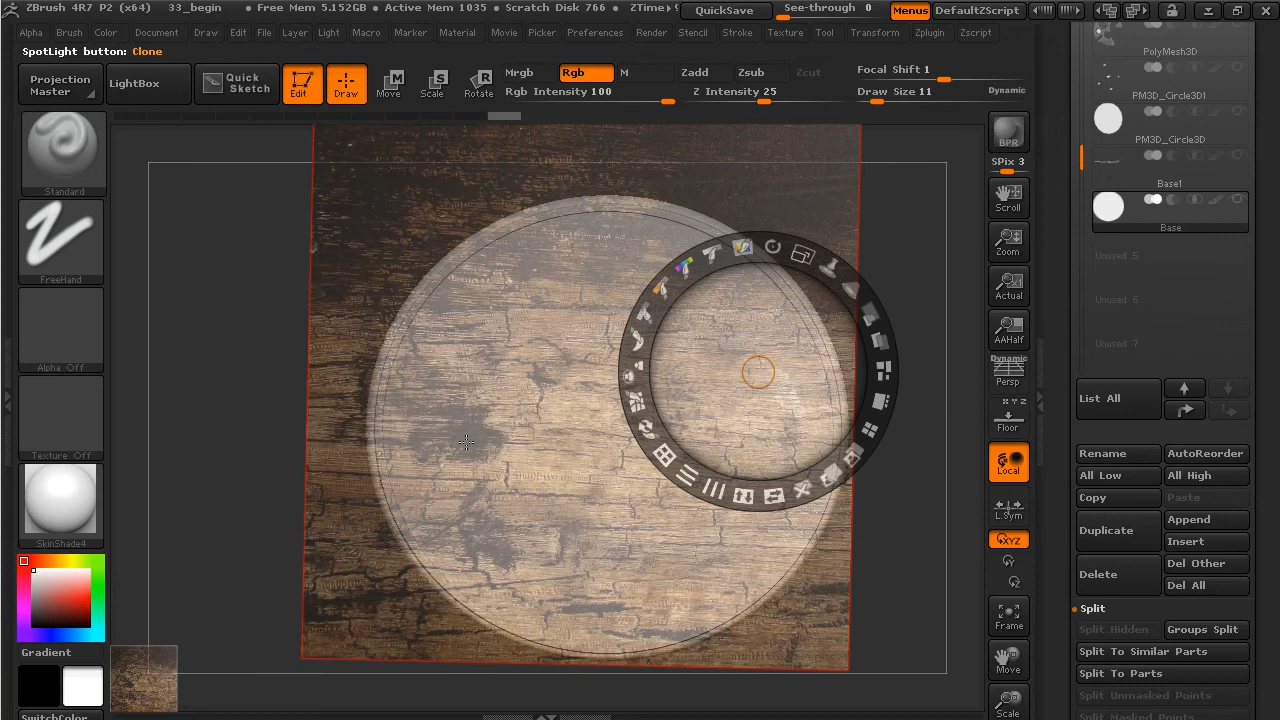 ZBrush 4R7 P2 (x64)   33_begin   • Free Mem 5.152GB • Active Mem 1035 • Scratch Disk 766 • ZTime▸9   QuickSave   See-through 0   Menus   DefaultZScript
Alpha   Brush   Color   Document   Draw   Edit   File   Layer   Light   Macro   Marker   Material   Movie   Picker   Preferences   Render   Stencil   Stroke   Texture   Tool   Transform   Zplugin   Zscript
SpotLight button: Clone
Projection Master   LightBox   Quick Sketch   Edit   Draw   Move   Scale   Rotate
Mrgb   Rgb   M   Zadd   Zsub   Zcut   Focal Shift 1
Rgb Intensity 100   Z Intensity 25   Draw Size 11   Dynamic
Standard
FreeHand
Alpha Off
Texture Off
SkinShade4
Gradient
SwitchColor
BPR
SPix 3
Scroll
Zoom
Actual
AAHalf
Dynamic
Persp
X Y Z
Floor
Local
L.Sym
XYZ
Y
Z
Frame
Move
Scale
PolyMesh3D
PM3D_Circle3D1
PM3D_Circle3D
Base1
Base
Unused 5
Unused 6
Unused 7
List All
Rename   AutoReorder
All Low   All High
Copy   Paste
Duplicate   Append
Insert
Delete   Del Other
Del All
Split
Split Hidden   Groups Split
Split To Similar Parts
Split To Parts
Split Unmasked Points
Split Masked Points